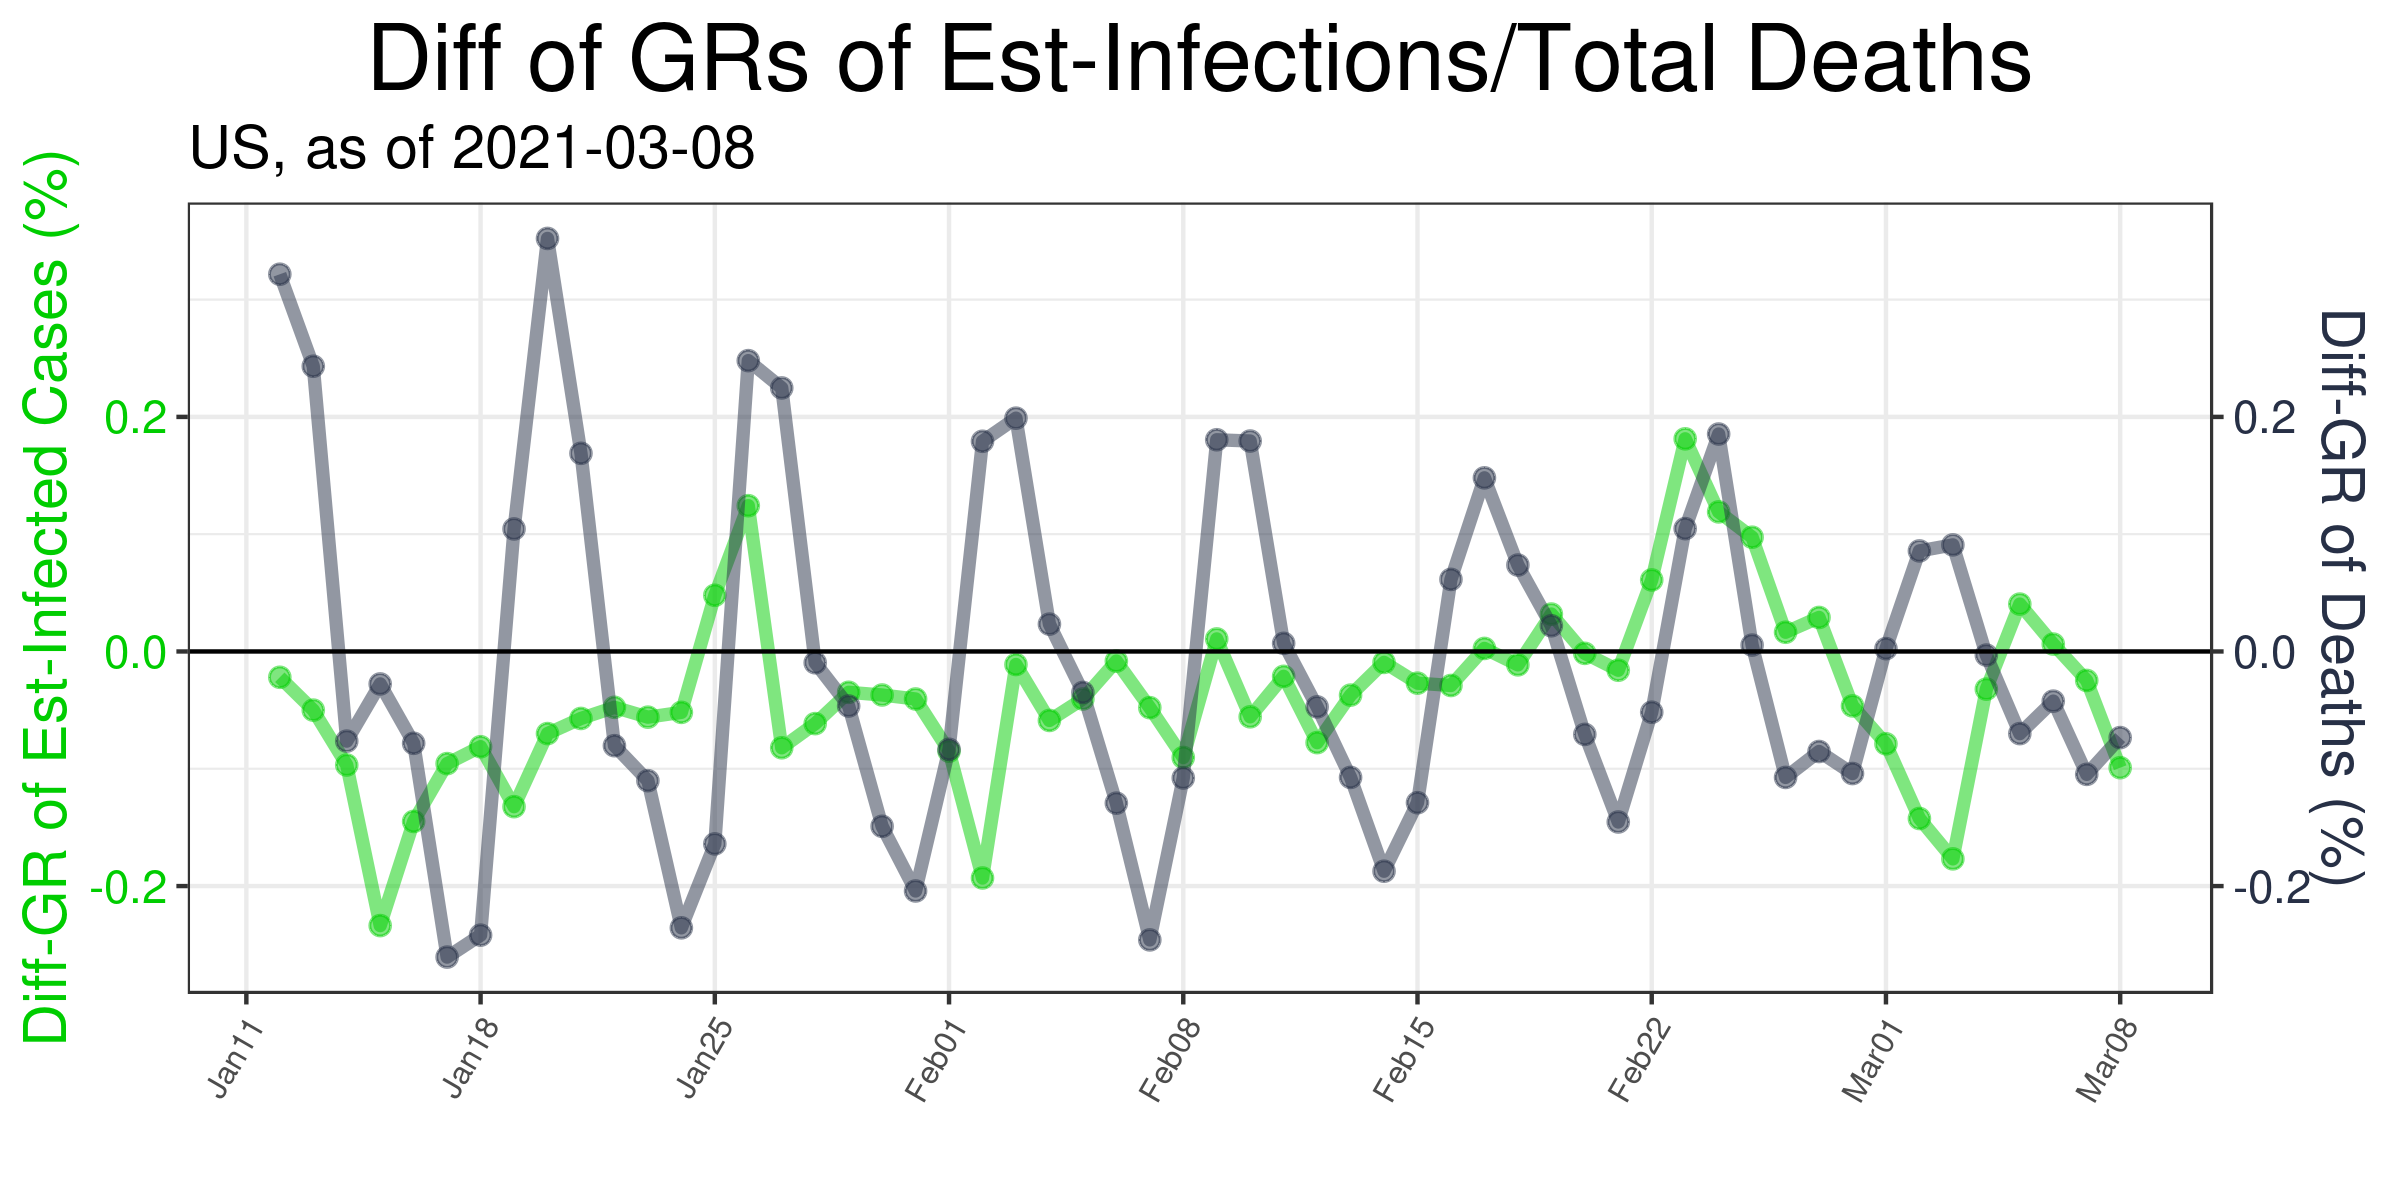 Diff of GRs of Est-Infections/Total Deaths
US, as of 2021-03-08
Diff-GR of Est-Infected Cases (%)
0.2
0.0
-0.2
0.2
0.0
-0.2
Diff-GR of Deaths (%)
Jan11
Jan18
Jan25
Feb01
Feb08
Feb15
Feb22
Mar01
Mar08